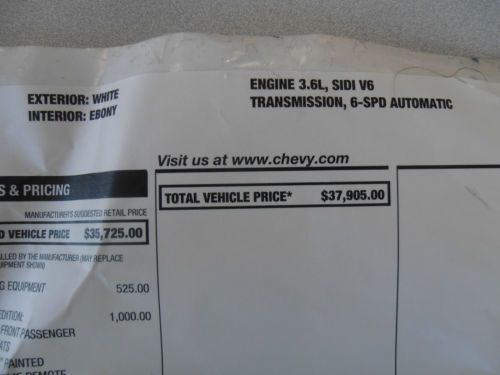 EXTERIOR: WHITE
INTERIOR: EBONY
ENGINE 3.6L, SIDI V6
TRANSMISSION, 6-SPD AUTOMATIC
Visit us at www.chevy.com
S & PRICING
MANUFACTURER'S SUGGESTED RETAIL PRICE
D VEHICLE PRICE $35,725.00
TOTAL VEHICLE PRICE* $37,905.00
ALLED BY THE MANUFACTURER (MAY REPLACE
UIPMENT SHOWN)
G EQUIPMENT 525.00
EDITION: 1,000.00
FRONT PASSENGER
ATS
" PAINTED
REMOTE